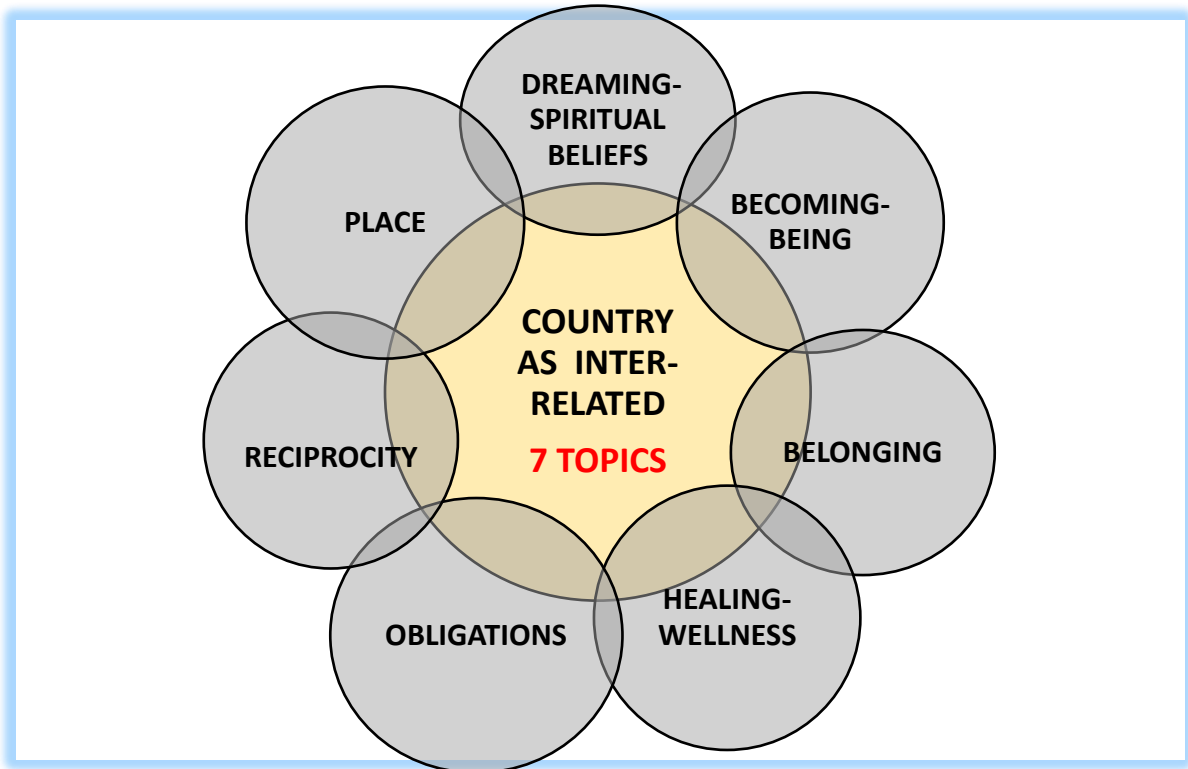 DREAMING-
SPIRITUAL
BELIEFS
BECOMING-
BEING
PLACE
COUNTRY
AS INTER-
RELATED
7 TOPICS
BELONGING
RECIPROCITY
HEALING-
WELLNESS
OBLIGATIONS